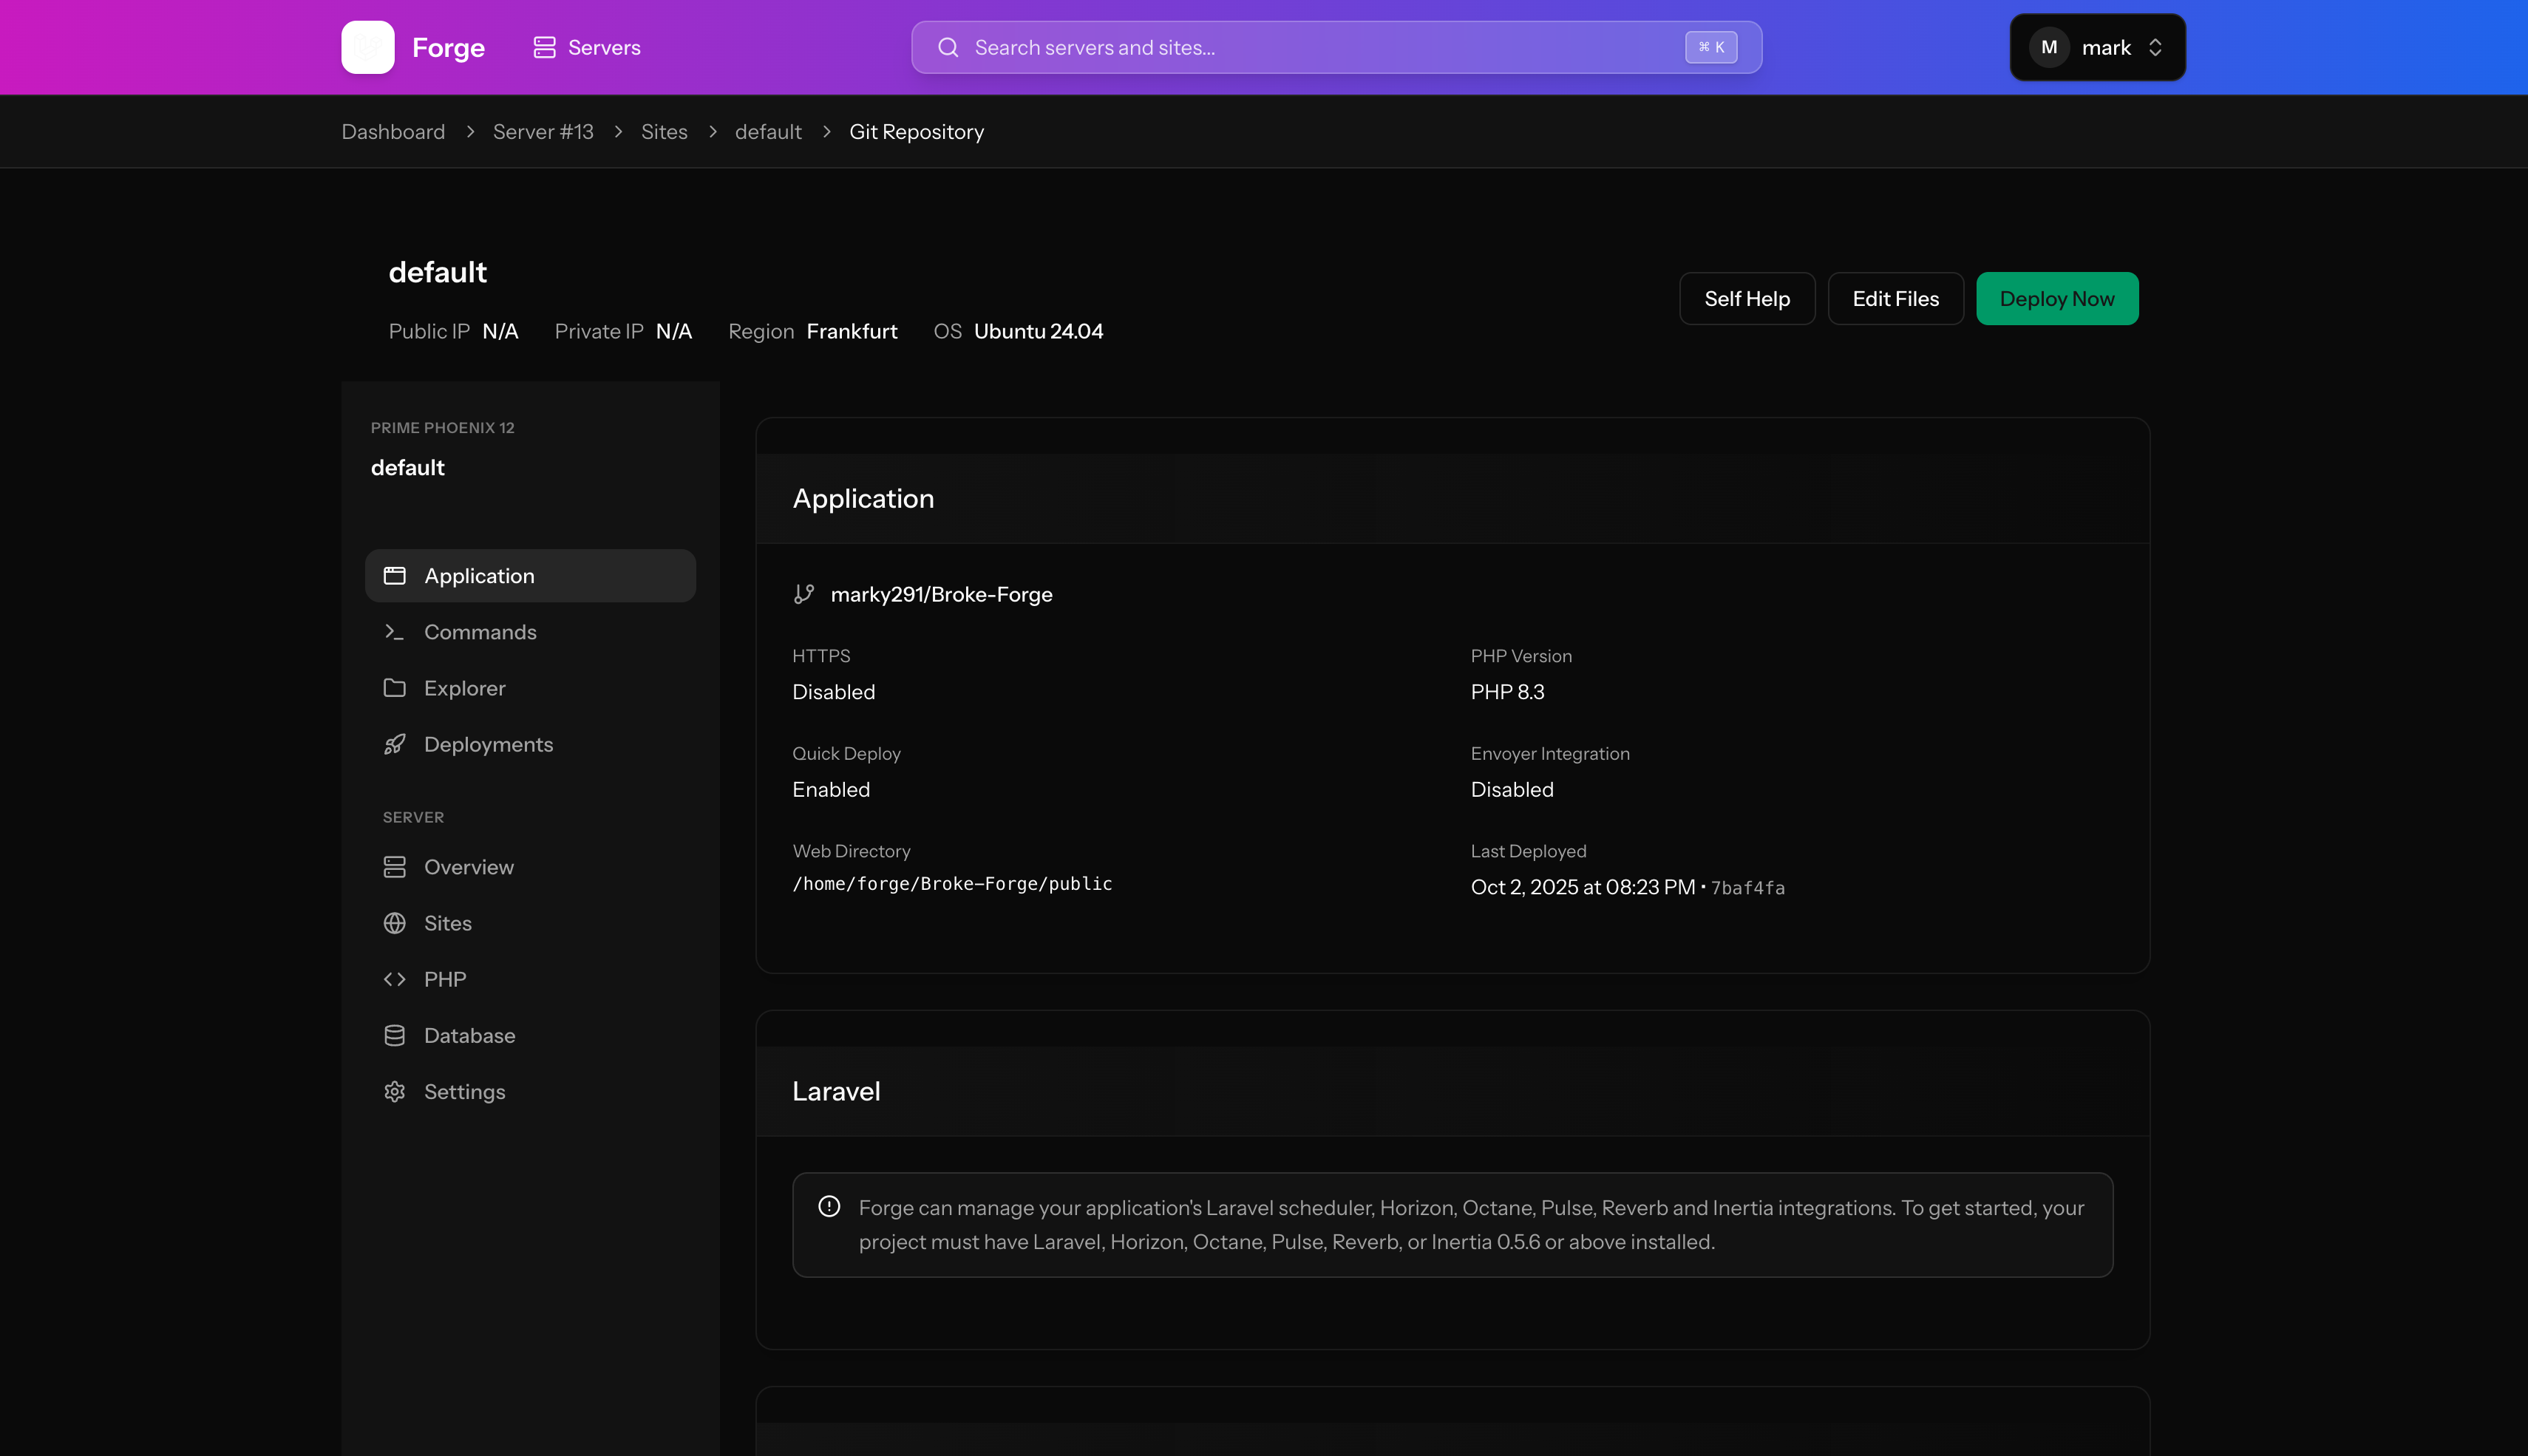 Forge
Servers
Search servers and sites...
⌘ K
M
mark
Dashboard > Server #13 > Sites > default > Git Repository
default
Public IP N/A Private IP N/A Region Frankfurt OS Ubuntu 24.04
Self Help
Edit Files
Deploy Now
PRIME PHOENIX 12
default
Application
Commands
Explorer
Deployments
SERVER
Overview
Sites
PHP
Database
Settings
Application
marky291/Broke-Forge
HTTPS
Disabled
PHP Version
PHP 8.3
Quick Deploy
Enabled
Envoyer Integration
Disabled
Web Directory
/home/forge/Broke-Forge/public
Last Deployed
Oct 2, 2025 at 08:23 PM • 7baf4fa
Laravel
Forge can manage your application's Laravel scheduler, Horizon, Octane, Pulse, Reverb and Inertia integrations. To get started, your
project must have Laravel, Horizon, Octane, Pulse, Reverb, or Inertia 0.5.6 or above installed.